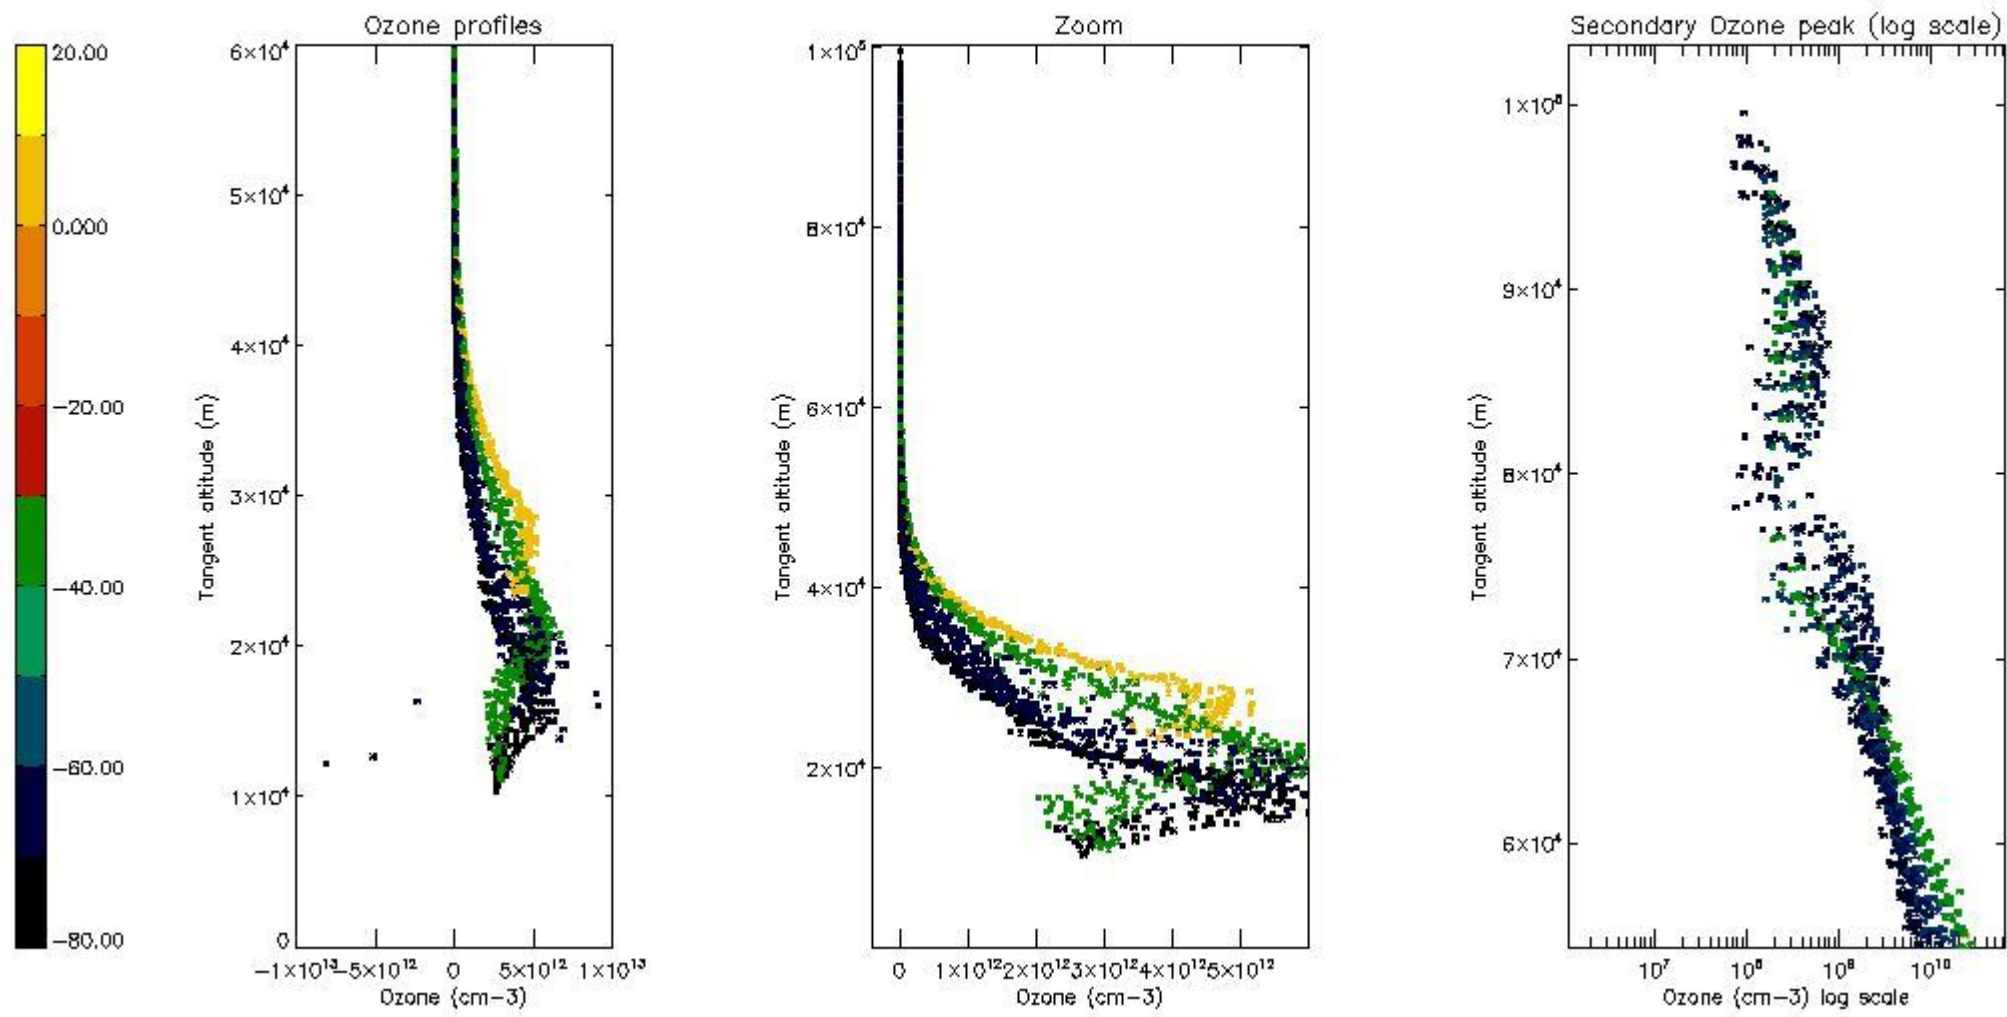 Ozone profiles
Zoom
Secondary Ozone peak (log scale)
20.00
0.000
−20.00
−40.00
−60.00
−80.00
Tangent altitude (m)
6×10⁴
5×10⁴
4×10⁴
3×10⁴
2×10⁴
1×10⁴
0
−1×10¹³ −5×10¹² 0 5×10¹² 1×10¹³
Ozone (cm−3)
Tangent altitude (m)
1×10⁵
8×10⁴
6×10⁴
4×10⁴
2×10⁴
0 1×10¹² 2×10¹² 3×10¹² 4×10¹² 5×10¹²
Ozone (cm−3)
Tangent altitude (m)
1×10⁵
9×10⁴
8×10⁴
7×10⁴
6×10⁴
10⁷ 10⁸ 10⁹ 10¹⁰
Ozone (cm−3) log scale